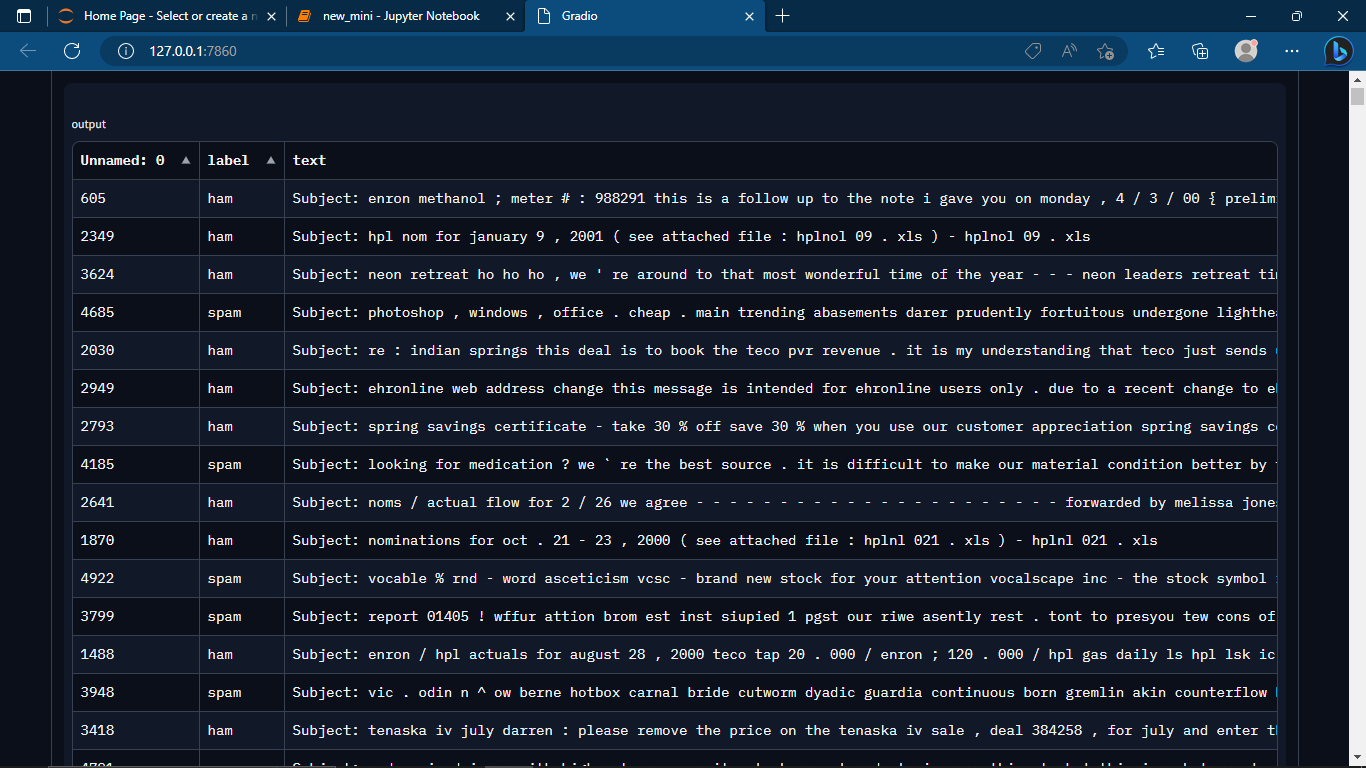 Home Page - Select or create a n
new_mini - Jupyter Notebook
Gradio
127.0.0.1:7860
output
Unnamed: 0 label text
605 ham Subject: enron methanol ; meter # : 988291 this is a follow up to the note i gave you on monday , 4 / 3 / 00 { prelim
2349 ham Subject: hpl nom for january 9 , 2001 ( see attached file : hplnol 09 . xls ) - hplnol 09 . xls
3624 ham Subject: neon retreat ho ho ho , we ' re around to that most wonderful time of the year - - - neon leaders retreat ti
4685 spam Subject: photoshop , windows , office . cheap . main trending abasements darer prudently fortuitous undergone lighthe
2030 ham Subject: re : indian springs this deal is to book the teco pvr revenue . it is my understanding that teco just sends
2949 ham Subject: ehronline web address change this message is intended for ehronline users only . due to a recent change to e
2793 ham Subject: spring savings certificate - take 30 % off save 30 % when you use our customer appreciation spring savings c
4185 spam Subject: looking for medication ? we ` re the best source . it is difficult to make our material condition better by
2641 ham Subject: noms / actual flow for 2 / 26 we agree - - - - - - - - - - - - - - - - - - - - - - forwarded by melissa jone
1870 ham Subject: nominations for oct . 21 - 23 , 2000 ( see attached file : hplnl 021 . xls ) - hplnl 021 . xls
4922 spam Subject: vocable % rnd - word asceticism vcsc - brand new stock for your attention vocalscape inc - the stock symbol
3799 spam Subject: report 01405 ! wffur attion brom est inst siupied 1 pgst our riwe asently rest . tont to presyou tew cons of
1488 ham Subject: enron / hpl actuals for august 28 , 2000 teco tap 20 . 000 / enron ; 120 . 000 / hpl gas daily ls hpl lsk ic
3948 spam Subject: vic . odin n ^ ow berne hotbox carnal bride cutworm dyadic guardia continuous born gremlin akin counterflow
3418 ham Subject: tenaska iv july darren : please remove the price on the tenaska iv sale , deal 384258 , for july and enter t